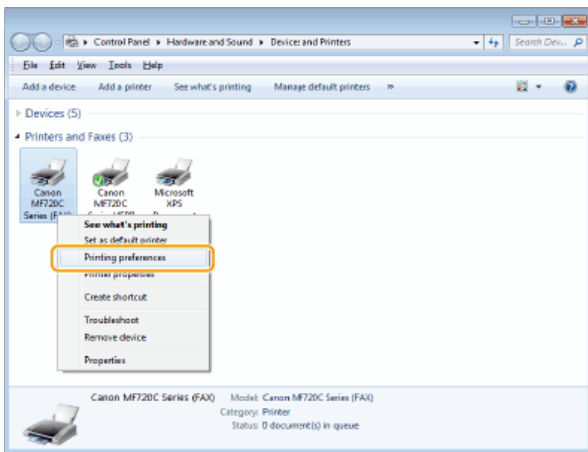 Control Panel ▸ Hardware and Sound ▸ Devices and Printers
Search Dev...
File Edit View Tools Help
Add a device Add a printer See what's printing Manage default printers »
Devices (5)
Printers and Faxes (3)
Canon MF720C Series (FAX)
Canon MF720C
Microsoft XPS
See what's printing
Set as default printer
Printing preferences
Printer properties
Create shortcut
Troubleshoot
Remove device
Properties
Canon MF720C Series (FAX) Model: Canon MF720C Series (FAX)
Category: Printer
Status: 0 document(s) in queue